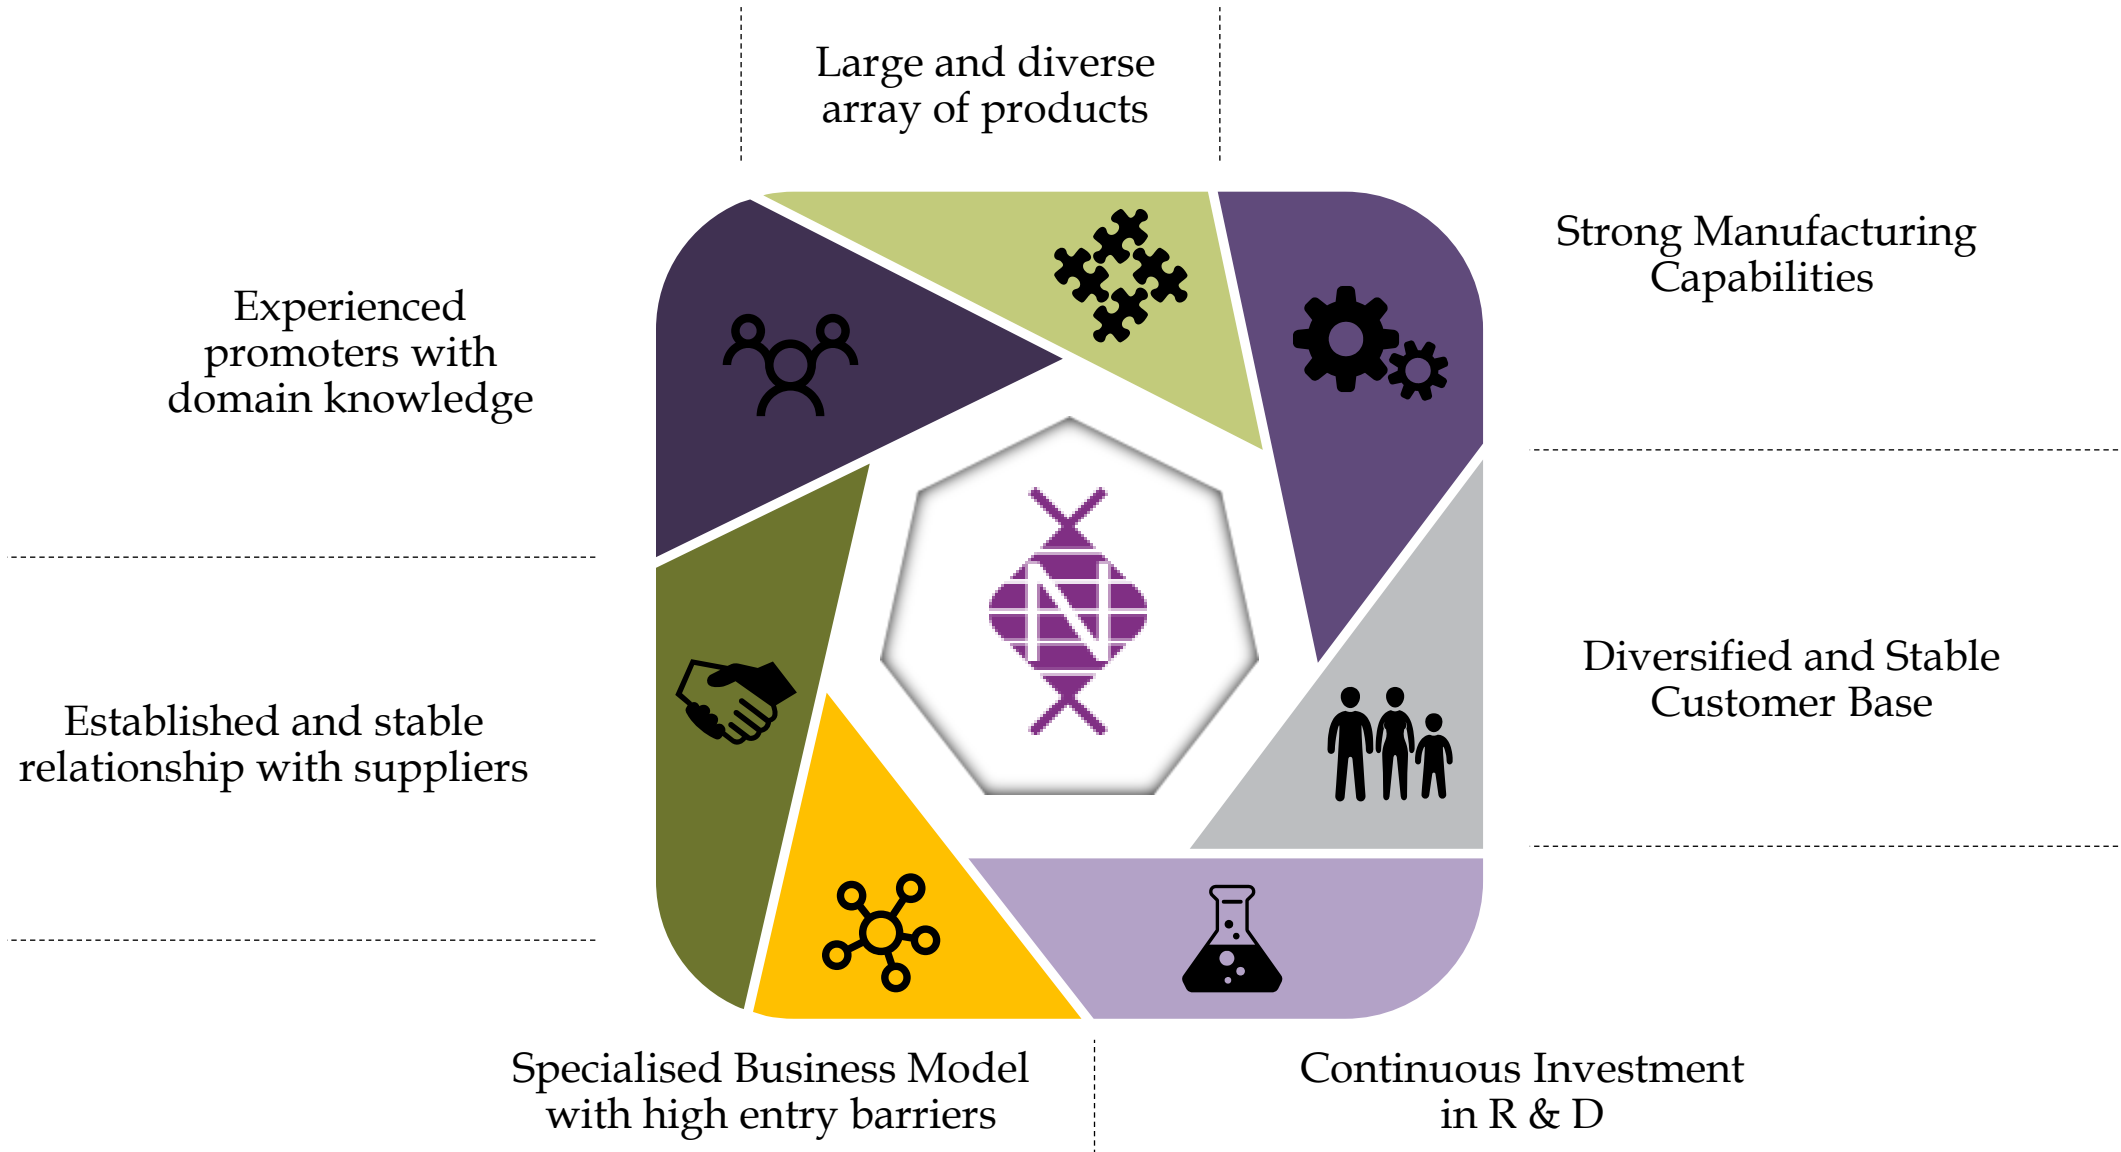 Large and diverse
array of products
Strong Manufacturing
Capabilities
Experienced
promoters with
domain knowledge
Diversified and Stable
Customer Base
Established and stable
relationship with suppliers
N
Specialised Business Model
with high entry barriers
Continuous Investment
in R & D